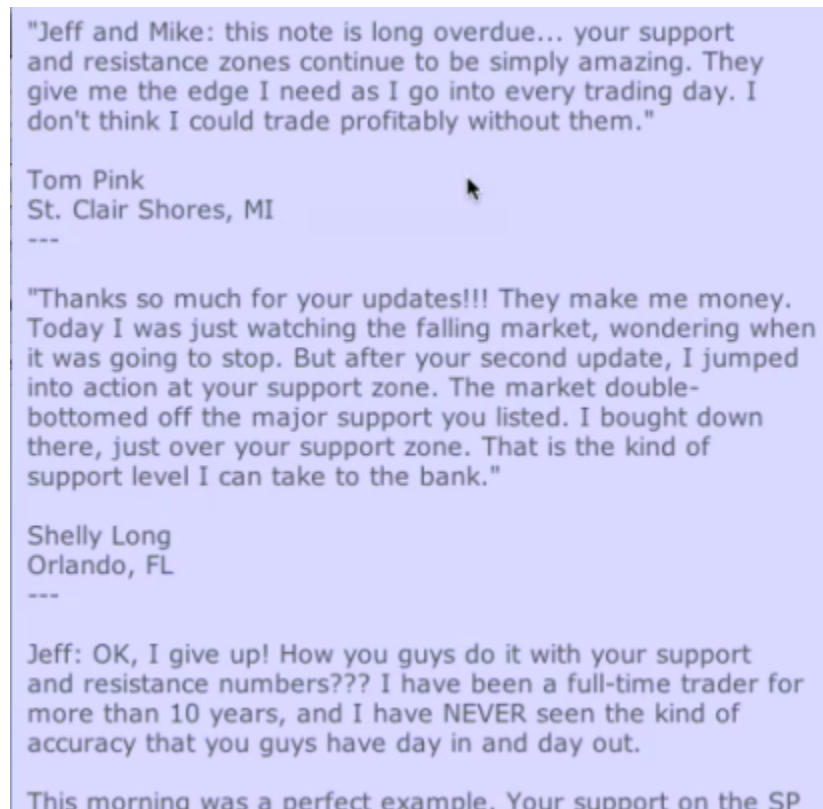 "Jeff and Mike: this note is long overdue... your support
and resistance zones continue to be simply amazing. They
give me the edge I need as I go into every trading day. I
don't think I could trade profitably without them."
Tom Pink
St. Clair Shores, MI
---
"Thanks so much for your updates!!! They make me money.
Today I was just watching the falling market, wondering when
it was going to stop. But after your second update, I jumped
into action at your support zone. The market double-
bottomed off the major support you listed. I bought down
there, just over your support zone. That is the kind of
support level I can take to the bank."
Shelly Long
Orlando, FL
---
Jeff: OK, I give up! How you guys do it with your support
and resistance numbers??? I have been a full-time trader for
more than 10 years, and I have NEVER seen the kind of
accuracy that you guys have day in and day out.
This morning was a perfect example. Your support on the SP